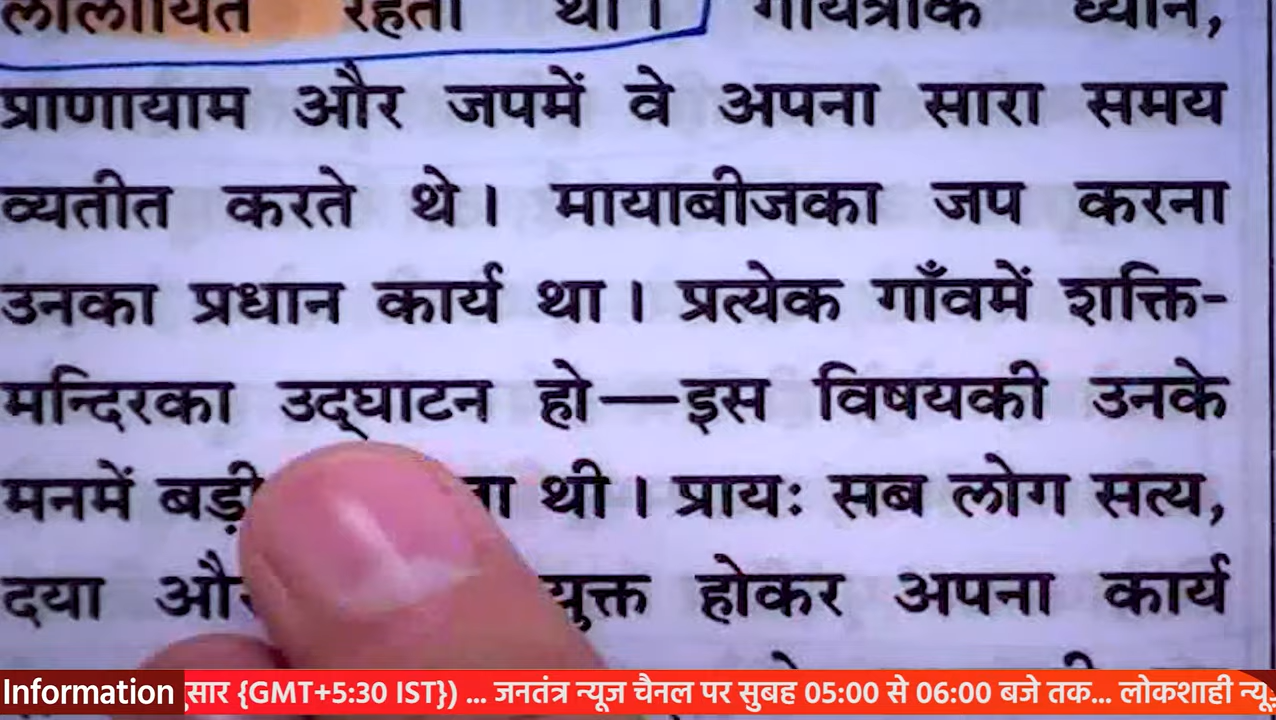 लालायित रहता था। गायत्रीके ध्यान,
प्राणायाम और जपमें वे अपना सारा समय
व्यतीत करते थे। मायाबीजका जप करना
उनका प्रधान कार्य था। प्रत्येक गाँवमें शक्ति-
मन्दिरका उद्घाटन हो—इस विषयकी उनके
मनमें बड़ी थी। प्रायः सब लोग सत्य,
दया युक्त होकर अपना कार्य
Information {GMT+5:30 IST}) ... जनतंत्र न्यूज चैनल पर सुबह 05:00 से 06:00 बजे तक... लोकशाही